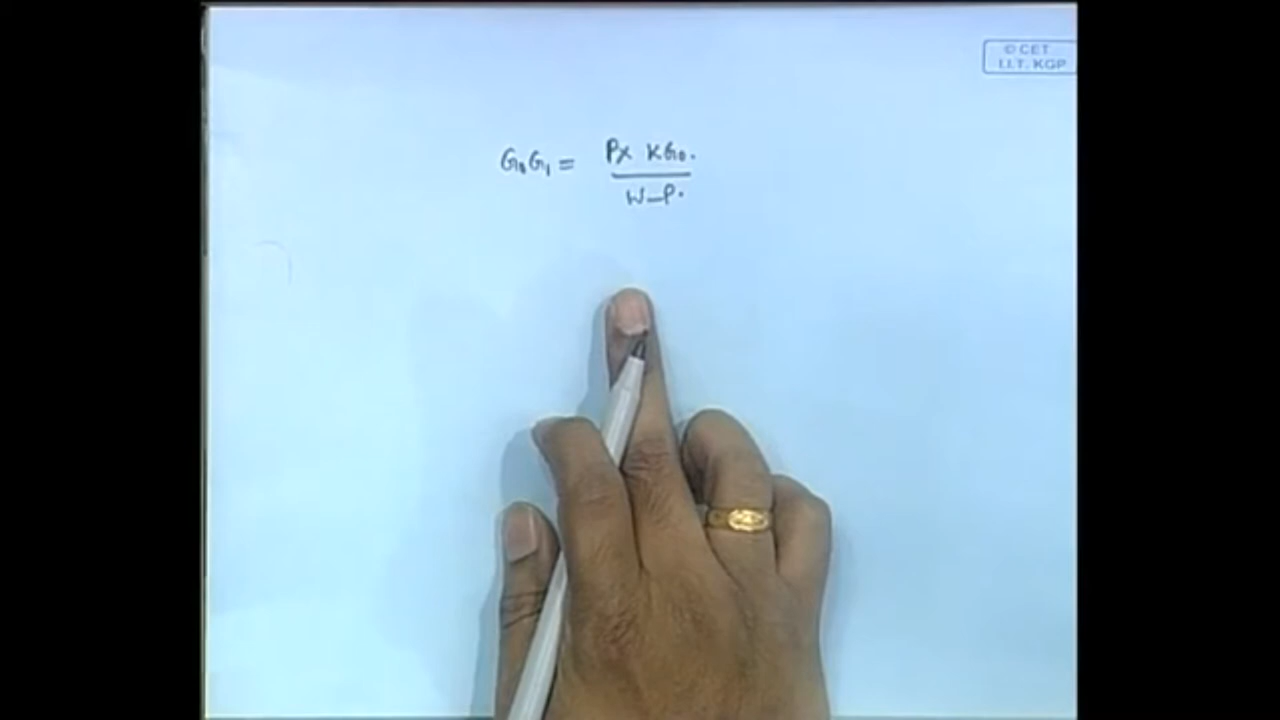 © CET
I.I.T. KGP
G₀G₁ = P × KG₀.
W-P.